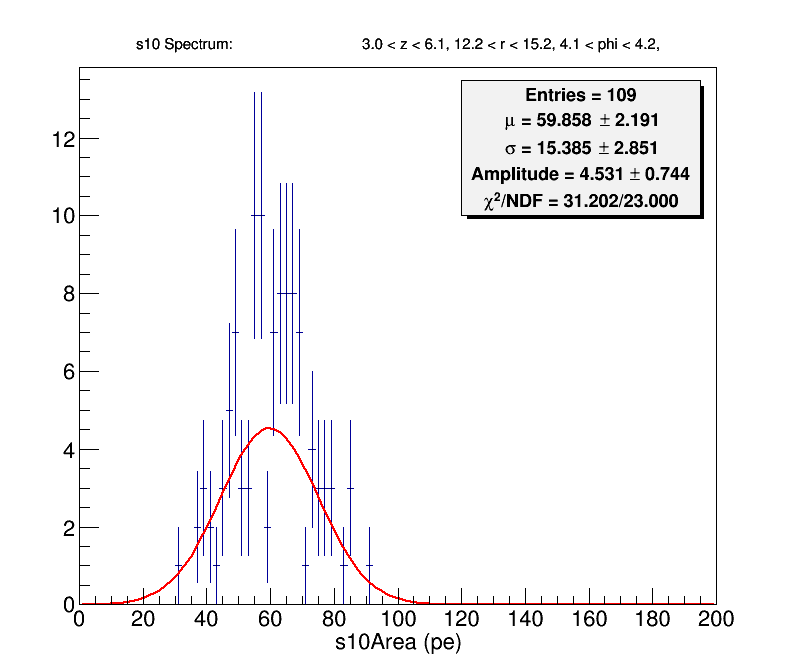 s10 Spectrum: 3.0 < z < 6.1, 12.2 < r < 15.2, 4.1 < phi < 4.2,
Entries = 109
μ = 59.858 ± 2.191
σ = 15.385 ± 2.851
Amplitude = 4.531 ± 0.744
χ²/NDF = 31.202/23.000
12
10
8
6
4
2
0
0 20 40 60 80 100 120 140 160 180 200
s10Area (pe)